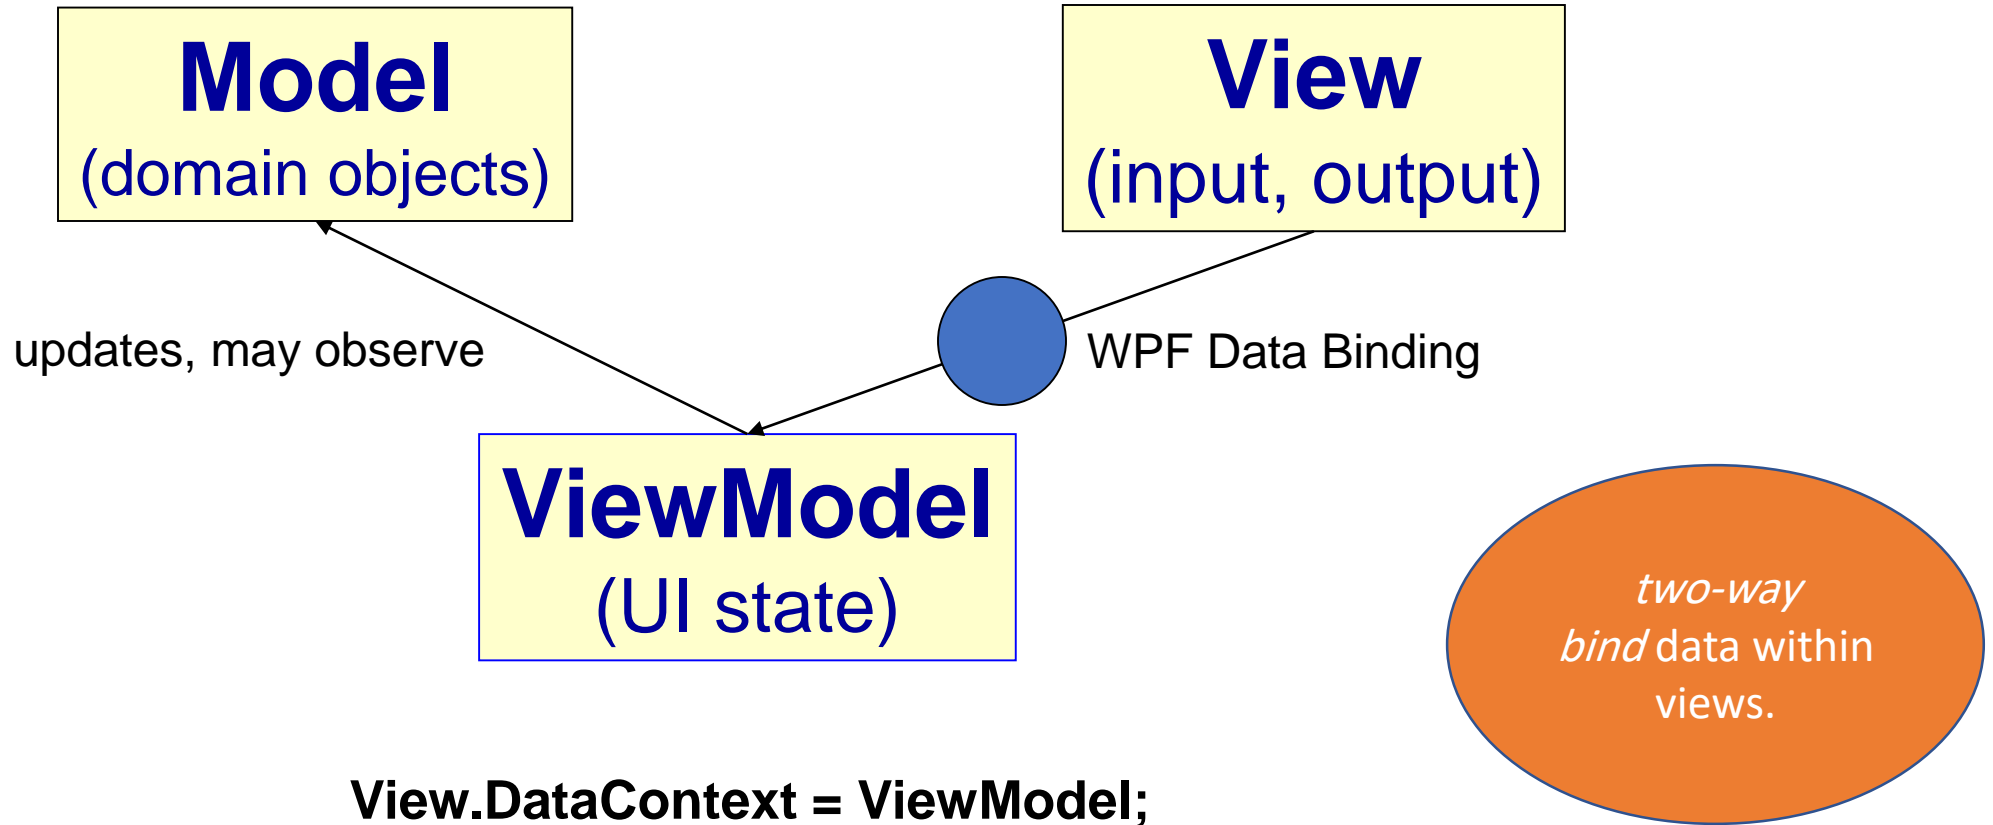 Model
(domain objects)
View
(input, output)
updates, may observe
WPF Data Binding
ViewModel
(UI state)
two-way
bind data within
views.
View.DataContext = ViewModel;